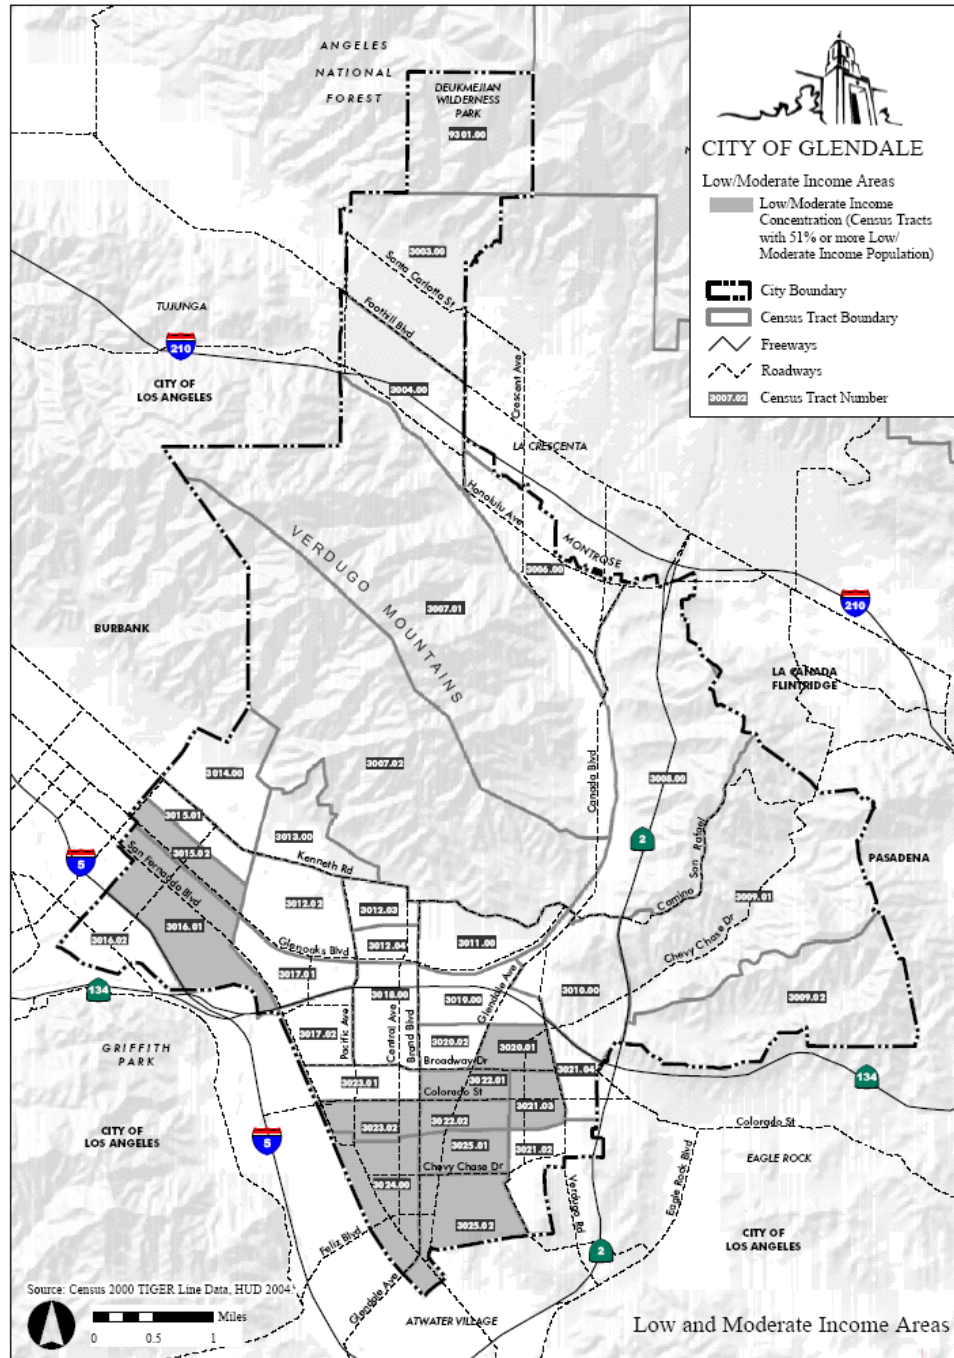 ANGELES
NATIONAL
FOREST
DEUKMEJIAN
WILDERNESS
PARK
9301.00
CITY OF GLENDALE
Low/Moderate Income Areas
Low/Moderate Income
Concentration (Census Tracts
with 51% or more Low/
Moderate Income Population)
City Boundary
Census Tract Boundary
Freeways
Roadways
3007.02
Census Tract Number
3003.00
Santa Carlotta St
Foothill Blvd
TUJUNGA
210
CITY OF
LOS ANGELES
3004.00
Crescent Ave
LA CRESCENTA
Honolulu Ave
MONTROSE
3006.00
VERDUGO MOUNTAINS
3007.01
210
BURBANK
LA CANADA
FLINTRIDGE
3014.00
3007.02
Canada Blvd
3008.00
3015.01
3013.00
2
San Rafael
Camino
PASADENA
5
3015.02
San Fernando Blvd
Kenneth Rd
3012.02
3012.03
3009.01
Chevy Chase Dr
3016.01
3016.02
Glenoaks Blvd
3012.04
3011.00
3017.01
134
3018.00
3019.00
Glendale Ave
3010.00
3009.02
3017.02
Pacific Ave
Central Ave
Brand Blvd
3020.02
3020.01
GRIFFITH
PARK
Broadway Dr
3021.04
134
3023.01
3022.01
Colorado St
3021.03
Colorado St
CITY OF
LOS ANGELES
5
3023.02
3022.02
3025.01
3021.02
Eagle Rock Blvd
EAGLE ROCK
Chevy Chase Dr
3024.00
Verdugo Rd
3025.02
Feliz Blvd
CITY OF
LOS ANGELES
2
Source: Census 2000 TIGER Line Data, HUD 2004.
Glendale Ave
Miles
0 0.5 1
ATWATER VILLAGE
Low and Moderate Income Areas